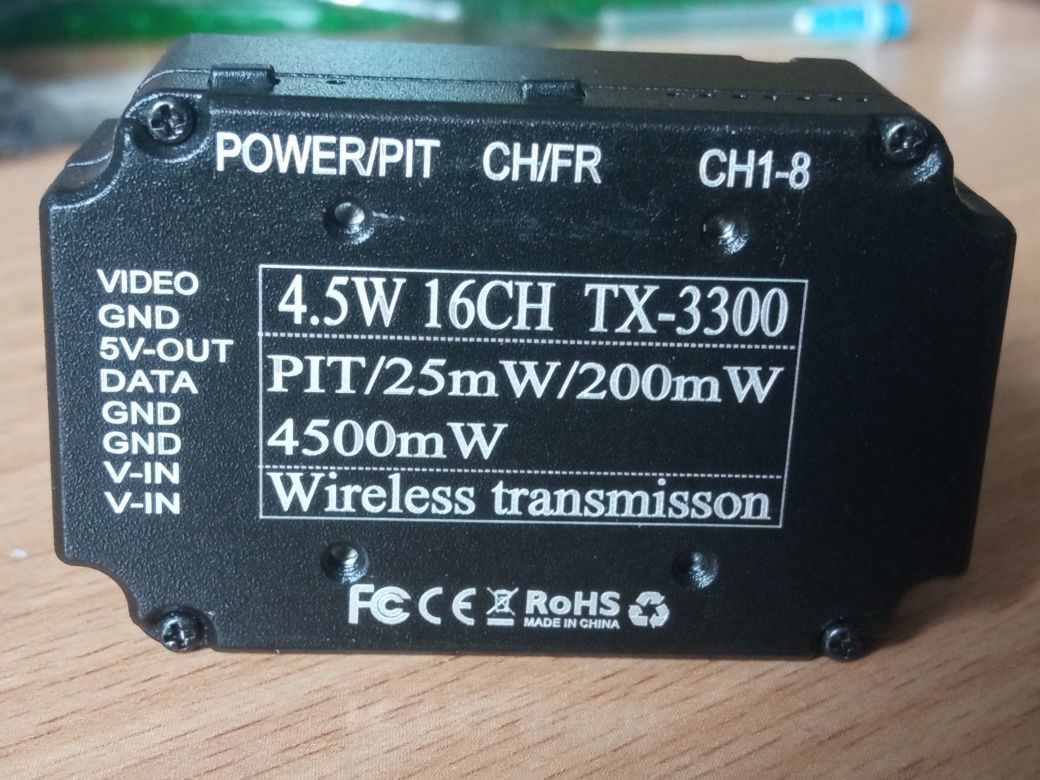 POWER/PIT CH/FR CH1-8
VIDEO
GND
5V-OUT
DATA
GND
GND
V-IN
V-IN
4.5W 16CH TX-3300
PIT/25mW/200mW
4500mW
Wireless transmisson
FC CE RoHS
MADE IN CHINA